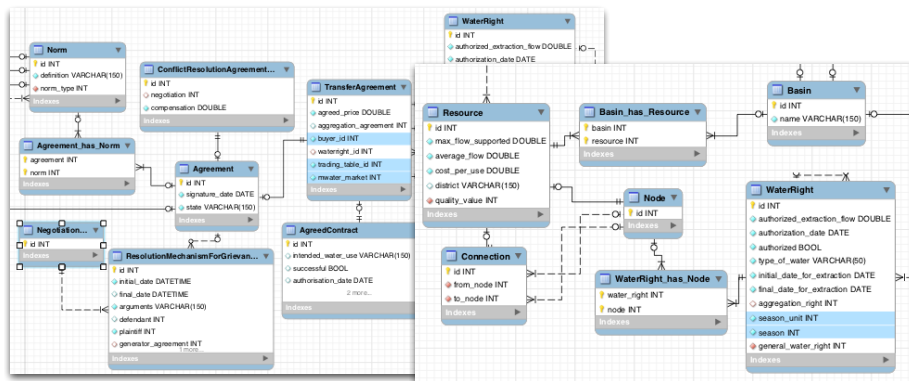 Norm
id INT
definition VARCHAR(150)
norm_type INT
Indexes
ConflictResolutionAgreement...
id INT
negotiation INT
compensation DOUBLE
Indexes
TransferAgreement
id INT
agreed_price DOUBLE
aggregation_agreement INT
buyer_id INT
waterright_id INT
trading_table_id INT
mwater_market INT
Indexes
WaterRight
id INT
authorized_extraction_flow DOUBLE
authorization_date DATE
Agreement_has_Norm
agreement INT
norm INT
Indexes
Agreement
id INT
signature_date DATE
state VARCHAR(150)
Indexes
Negotiation...
id INT
Indexes
ResolutionMechanismForGrievan...
id INT
initial_date DATETIME
final_date DATETIME
arguments VARCHAR(150)
defendant INT
plaintiff INT
generator_agreement INT
1 more...
Indexes
AgreedContract
id INT
intended_water_use VARCHAR(150)
successful BOOL
authorisation_date DATE
2 more...
Indexes
Resource
id INT
max_flow_supported DOUBLE
average_flow DOUBLE
cost_per_use DOUBLE
district VARCHAR(150)
quality_value INT
Indexes
Basin_has_Resource
basin INT
resource INT
Indexes
Basin
id INT
name VARCHAR(150)
Indexes
Node
id INT
Indexes
Connection
id INT
from_node INT
to_node INT
Indexes
WaterRight_has_Node
water_right INT
node INT
Indexes
WaterRight
id INT
authorized_extraction_flow DOUBLE
authorization_date DATE
authorized BOOL
type_of_water VARCHAR(50)
initial_date_for_extraction DATE
final_date_for_extraction DATE
aggregation_right INT
season_unit INT
season INT
general_water_right INT
Indexes